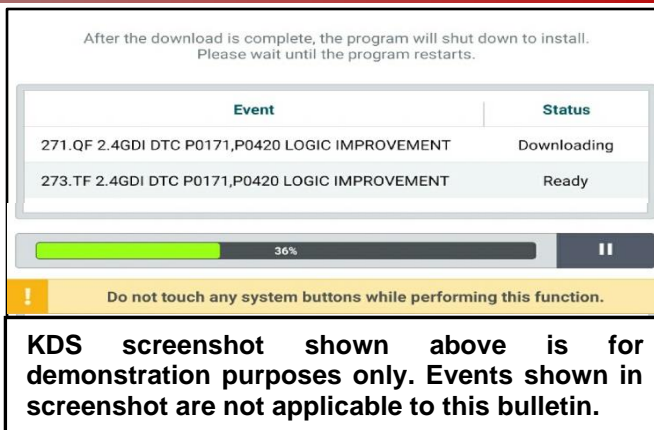 After the download is complete, the program will shut down to install.
Please wait until the program restarts.
Event Status
271.QF 2.4GDI DTC P0171,P0420 LOGIC IMPROVEMENT Downloading
273.TF 2.4GDI DTC P0171,P0420 LOGIC IMPROVEMENT Ready
36%
! Do not touch any system buttons while performing this function.
KDS screenshot shown above is for
demonstration purposes only. Events shown in
screenshot are not applicable to this bulletin.